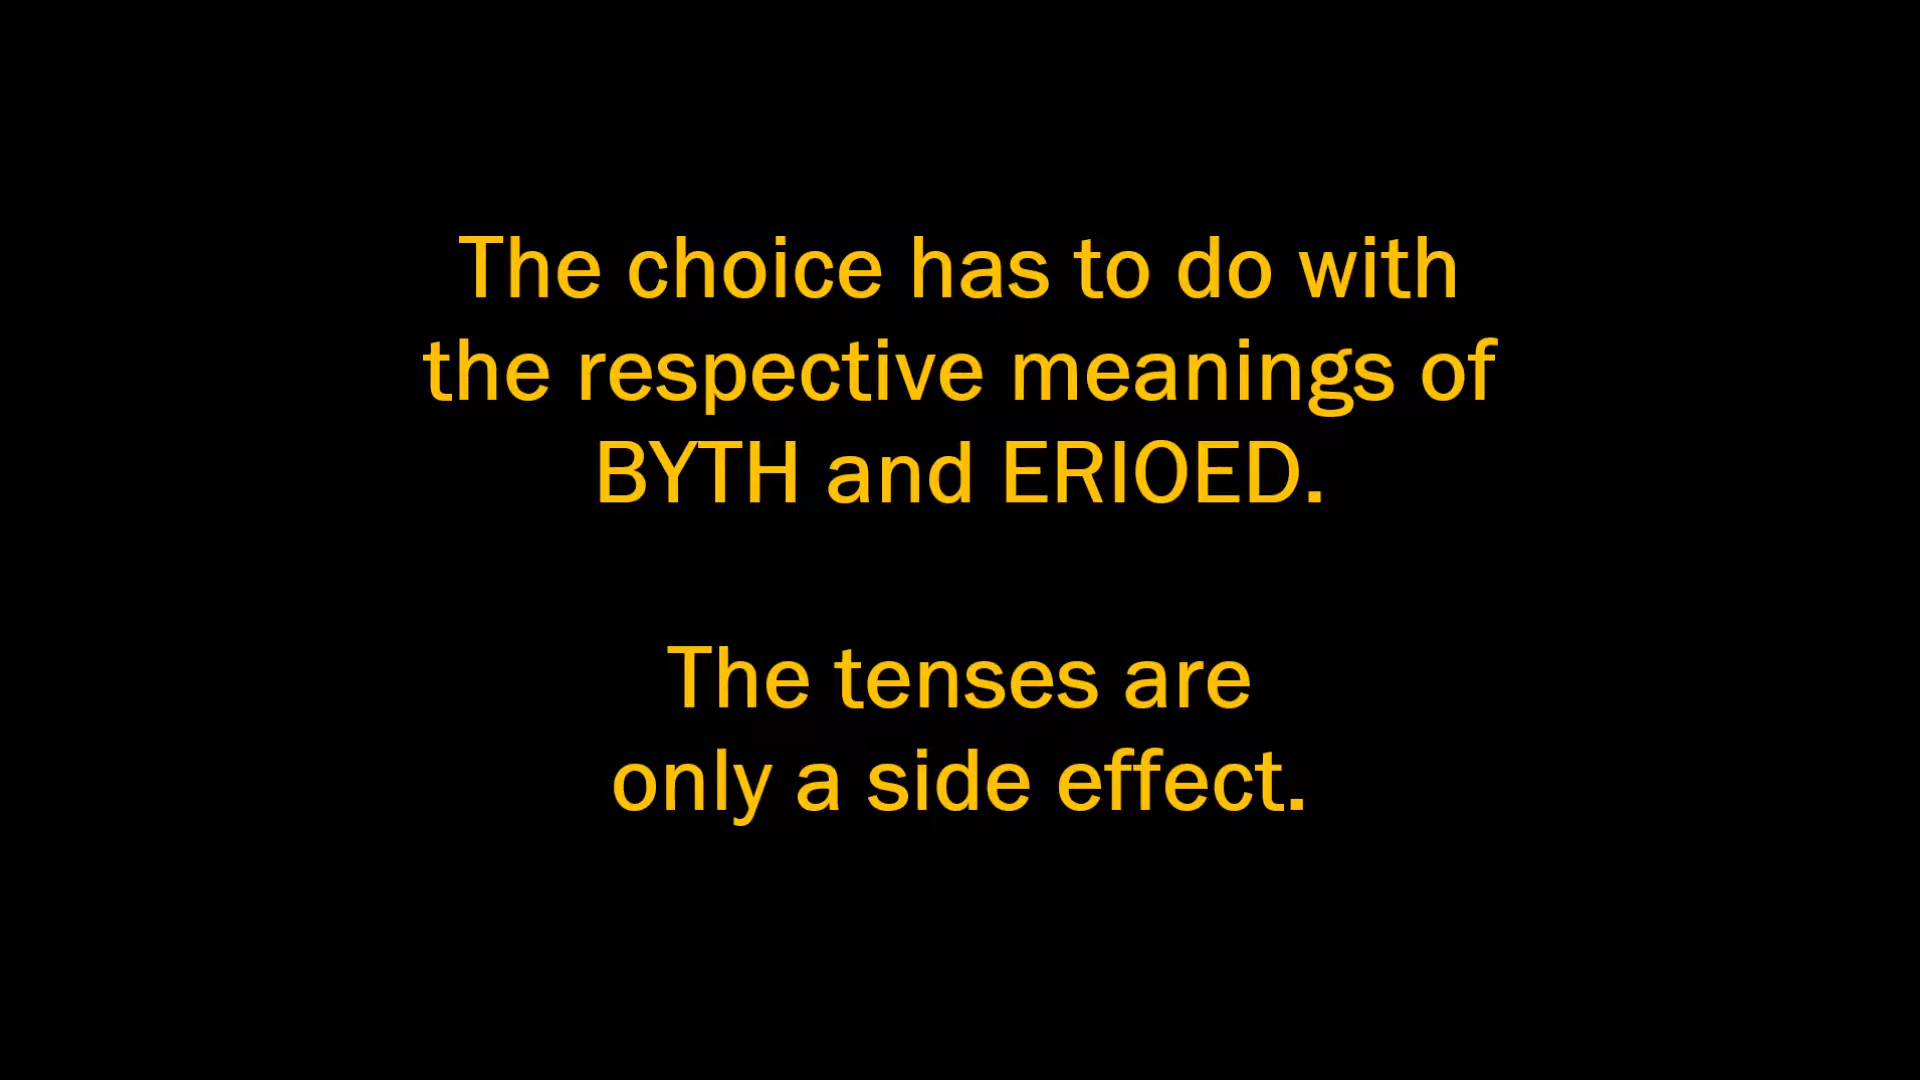 The choice has to do with
the respective meanings of
BYTH and ERIOED.
The tenses are
only a side effect.